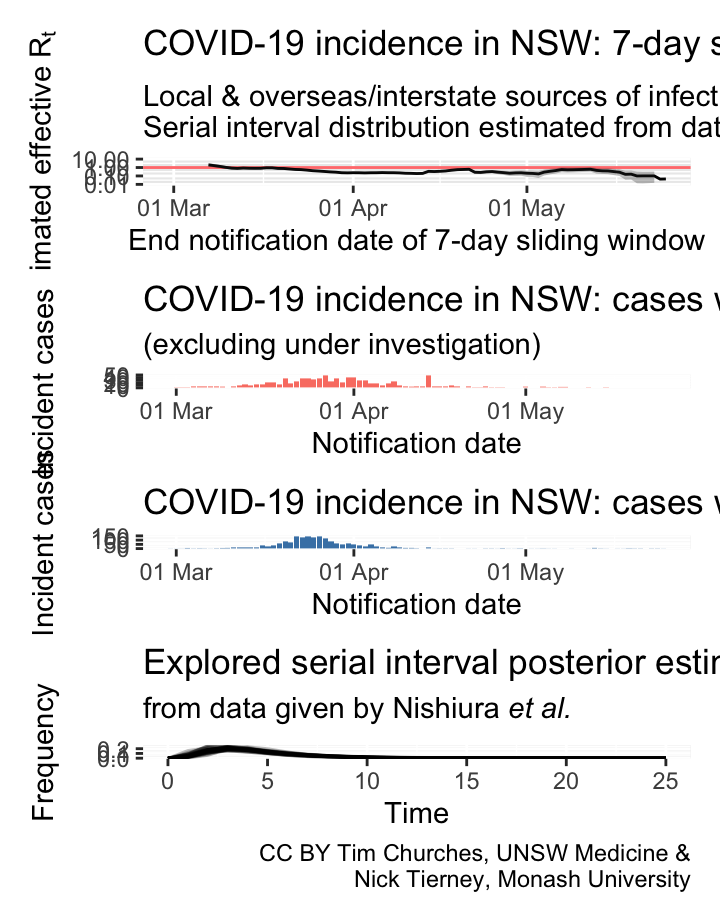 COVID-19 incidence in NSW: 7-day s
Local & overseas/interstate sources of infect
Serial interval distribution estimated from dat
imated effective Rt
10.00
0.01
01 Mar 01 Apr 01 May
End notification date of 7-day sliding window
COVID-19 incidence in NSW: cases w
(excluding under investigation)
Incident cases
01 Mar 01 Apr 01 May
Notification date
COVID-19 incidence in NSW: cases w
Incident cases
150
0
01 Mar 01 Apr 01 May
Notification date
Explored serial interval posterior estim
from data given by Nishiura et al.
Frequency
0.0
0 5 10 15 20 25
Time
CC BY Tim Churches, UNSW Medicine &
Nick Tierney, Monash University